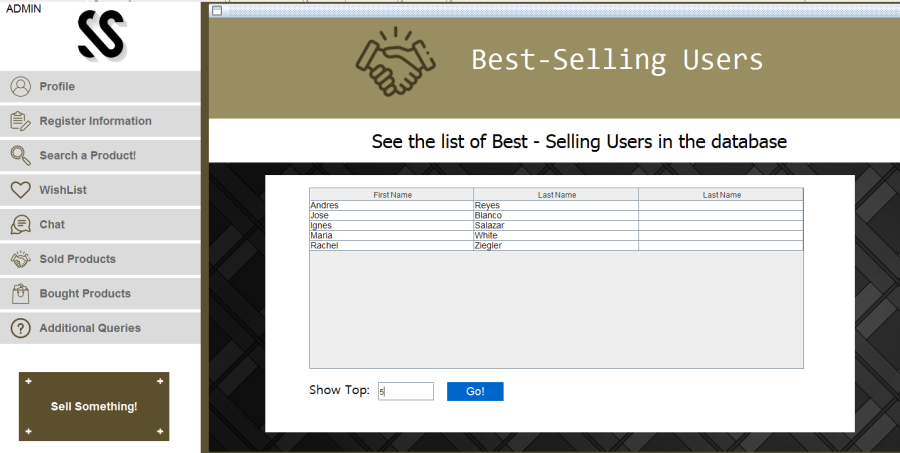 ADMIN
SS
Profile
Register Information
Search a Product!
WishList
Chat
Sold Products
Bought Products
Additional Queries
Sell Something!
Best-Selling Users
See the list of Best - Selling Users in the database
First Name Last Name Last Name
Andres Reyes
Jose Blanco
Ignes Salazar
Maria White
Rachel Ziegler
Show Top: 5 Go!